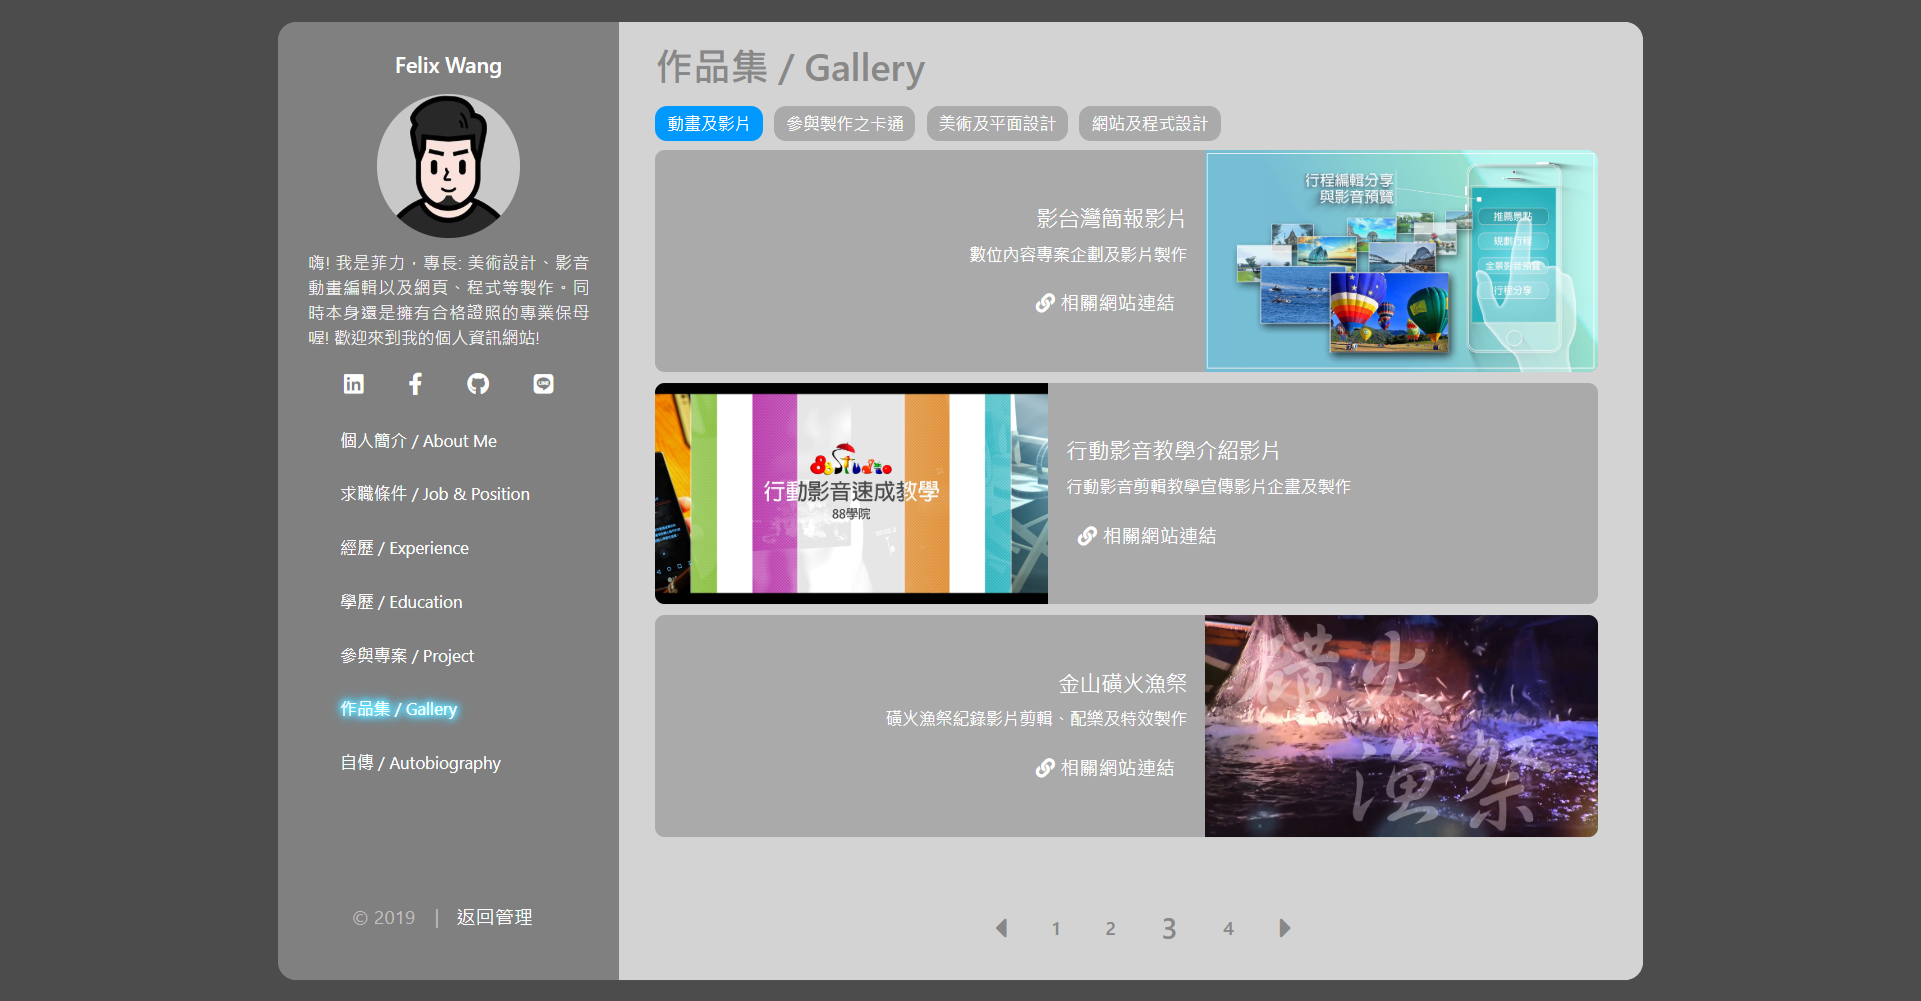 Felix Wang
嗨! 我是菲力，專長: 美術設計、影音
動畫編輯以及網頁、程式等製作。同
時本身還是擁有合格證照的專業保母
喔! 歡迎來到我的個人資訊網站!
LINE
個人簡介 / About Me
求職條件 / Job & Position
經歷 / Experience
學歷 / Education
參與專案 / Project
作品集 / Gallery
自傳 / Autobiography
© 2019 | 返回管理
作品集 / Gallery
動畫及影片 參與製作之卡通 美術及平面設計 網站及程式設計
影台灣簡報影片
數位內容專案企劃及影片製作
相關網站連結
行程編輯分享
與影音預覽
推薦景點
規劃行程
全景影音預覽
行程分享
88 Studio
行動影音速成教學
88學院
行動影音教學介紹影片
行動影音剪輯教學宣傳影片企畫及製作
相關網站連結
金山磺火漁祭
磺火漁祭紀錄影片剪輯、配樂及特效製作
相關網站連結
磺火
漁祭
1 2 3 4